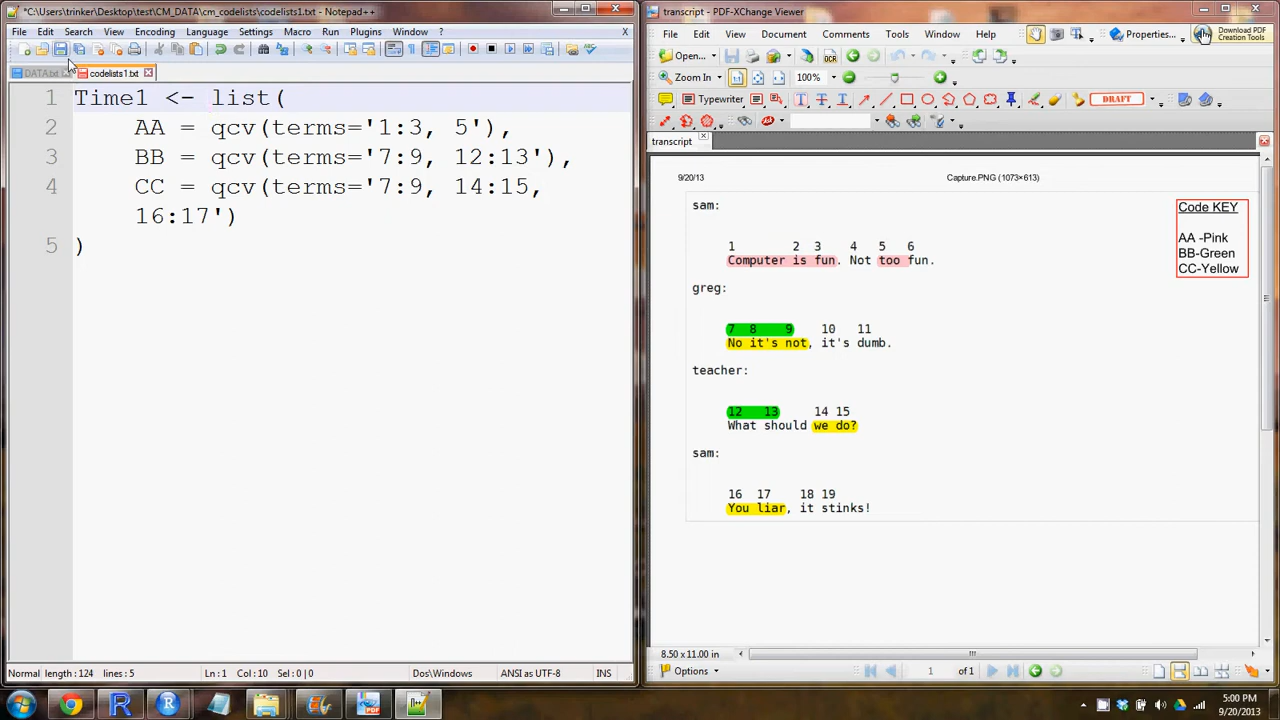 *C:\Users\trinker\Desktop\test\CM_DATA\cm_codelists\codelists1.txt - Notepad++
File Edit Search View Encoding Language Settings Macro Run Plugins Window ? X
DATA.txt codelists1.txt
1 Time1 <- list(
2 AA = qcv(terms='1:3, 5'),
3 BB = qcv(terms='7:9, 12:13'),
4 CC = qcv(terms='7:9, 14:15,
16:17')
5 )
Normal length : 124 lines : 5 Ln : 1 Col : 10 Sel : 0 | 0 Dos\Windows ANSI as UTF-8 INS
transcript - PDF-XChange Viewer
File Edit View Document Comments Tools Window Help
Open... OCR Properties... Download PDF
Creation Tools
Zoom In 100%
Typewriter DRAFT
transcript
9/20/13 Capture.PNG (1073×613)
sam:
1 2 3 4 5 6
Computer is fun. Not too fun.
greg:
7 8 9 10 11
No it's not, it's dumb.
teacher:
12 13 14 15
What should we do?
sam:
16 17 18 19
You liar, it stinks!
Code KEY
AA -Pink
BB-Green
CC-Yellow
8.50 x 11.00 in
Options 1 of 1
5:00 PM
9/20/2013